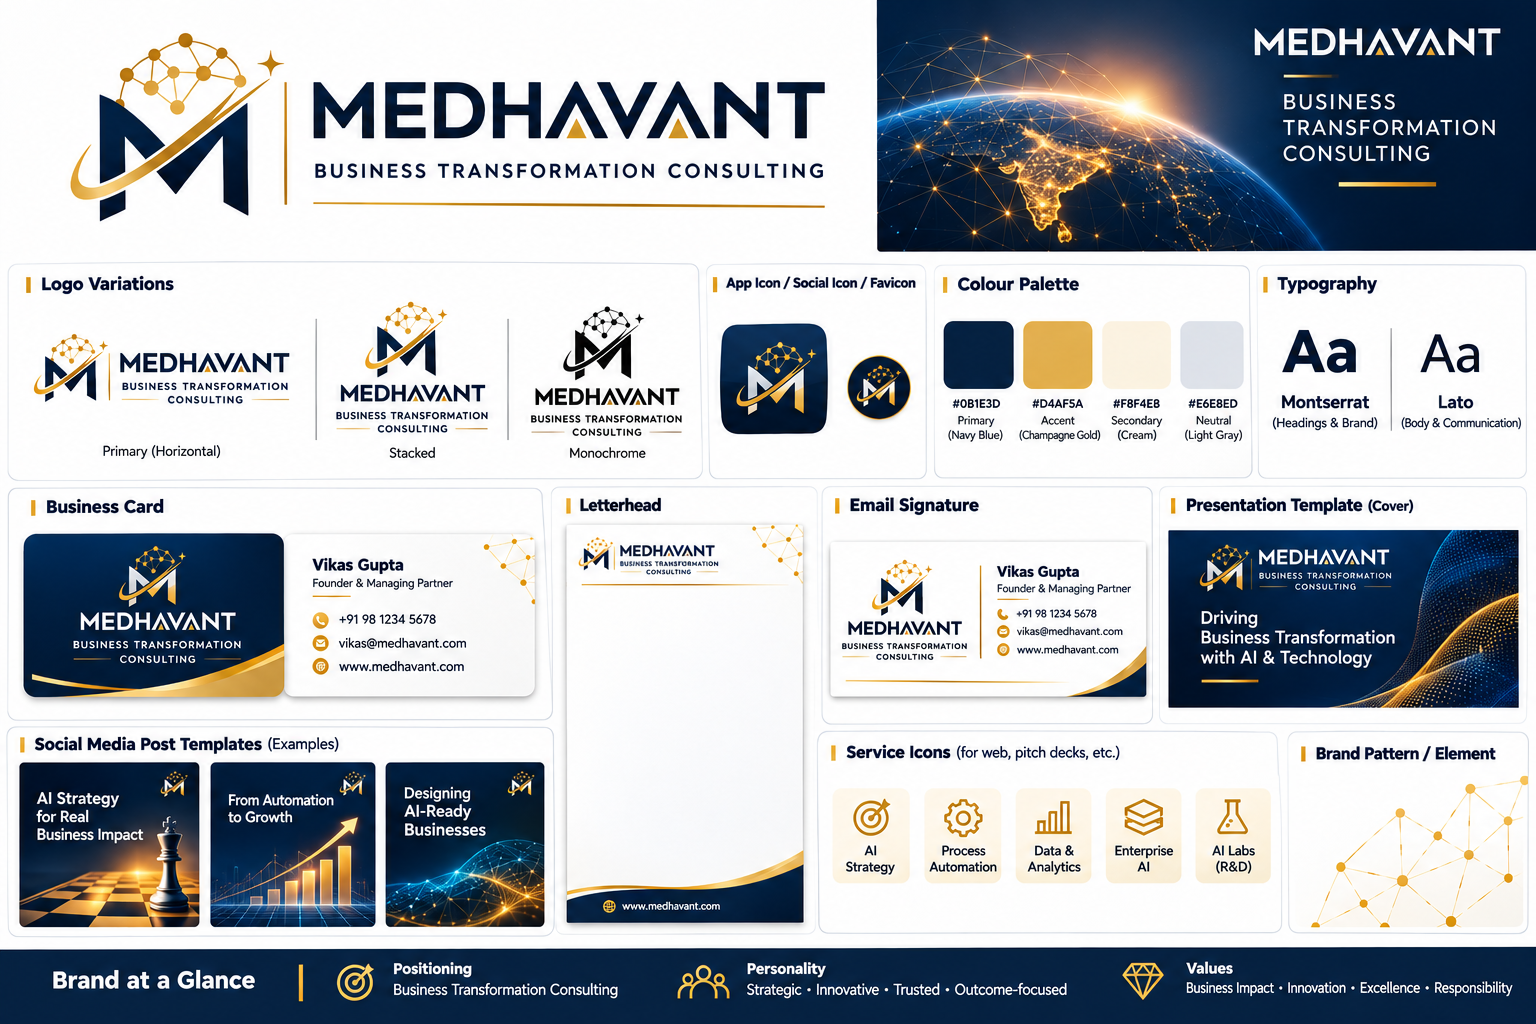 MEDHAVANT
BUSINESS TRANSFORMATION CONSULTING
MEDHAVANT
BUSINESS
TRANSFORMATION
CONSULTING
Logo Variations
MEDHAVANT
BUSINESS TRANSFORMATION
CONSULTING
Primary (Horizontal)
MEDHAVANT
BUSINESS TRANSFORMATION
CONSULTING
Stacked
MEDHAVANT
BUSINESS TRANSFORMATION
CONSULTING
Monochrome
App Icon / Social Icon / Favicon
Colour Palette
#0B1E3D
Primary
(Navy Blue)
#D4AF5A
Accent
(Champagne Gold)
#F8F4E8
Secondary
(Cream)
#E6E8ED
Neutral
(Light Gray)
Typography
Aa
Montserrat
(Headings & Brand)
Aa
Lato
(Body & Communication)
Business Card
MEDHAVANT
BUSINESS TRANSFORMATION
CONSULTING
Vikas Gupta
Founder & Managing Partner
+91 98 1234 5678
vikas@medhavant.com
www.medhavant.com
Letterhead
MEDHAVANT
BUSINESS TRANSFORMATION
CONSULTING
www.medhavant.com
Email Signature
MEDHAVANT
BUSINESS TRANSFORMATION
CONSULTING
Vikas Gupta
Founder & Managing Partner
+91 98 1234 5678
vikas@medhavant.com
www.medhavant.com
Presentation Template (Cover)
MEDHAVANT
BUSINESS TRANSFORMATION
CONSULTING
Driving
Business Transformation
with AI & Technology
Social Media Post Templates (Examples)
AI Strategy
for Real
Business Impact
From Automation
to Growth
Designing
AI-Ready
Businesses
Service Icons (for web, pitch decks, etc.)
AI
Strategy
Process
Automation
Data &
Analytics
Enterprise
AI
AI Labs
(R&D)
Brand Pattern / Element
Brand at a Glance
Positioning
Business Transformation Consulting
Personality
Strategic • Innovative • Trusted • Outcome-focused
Values
Business Impact • Innovation • Excellence • Responsibility